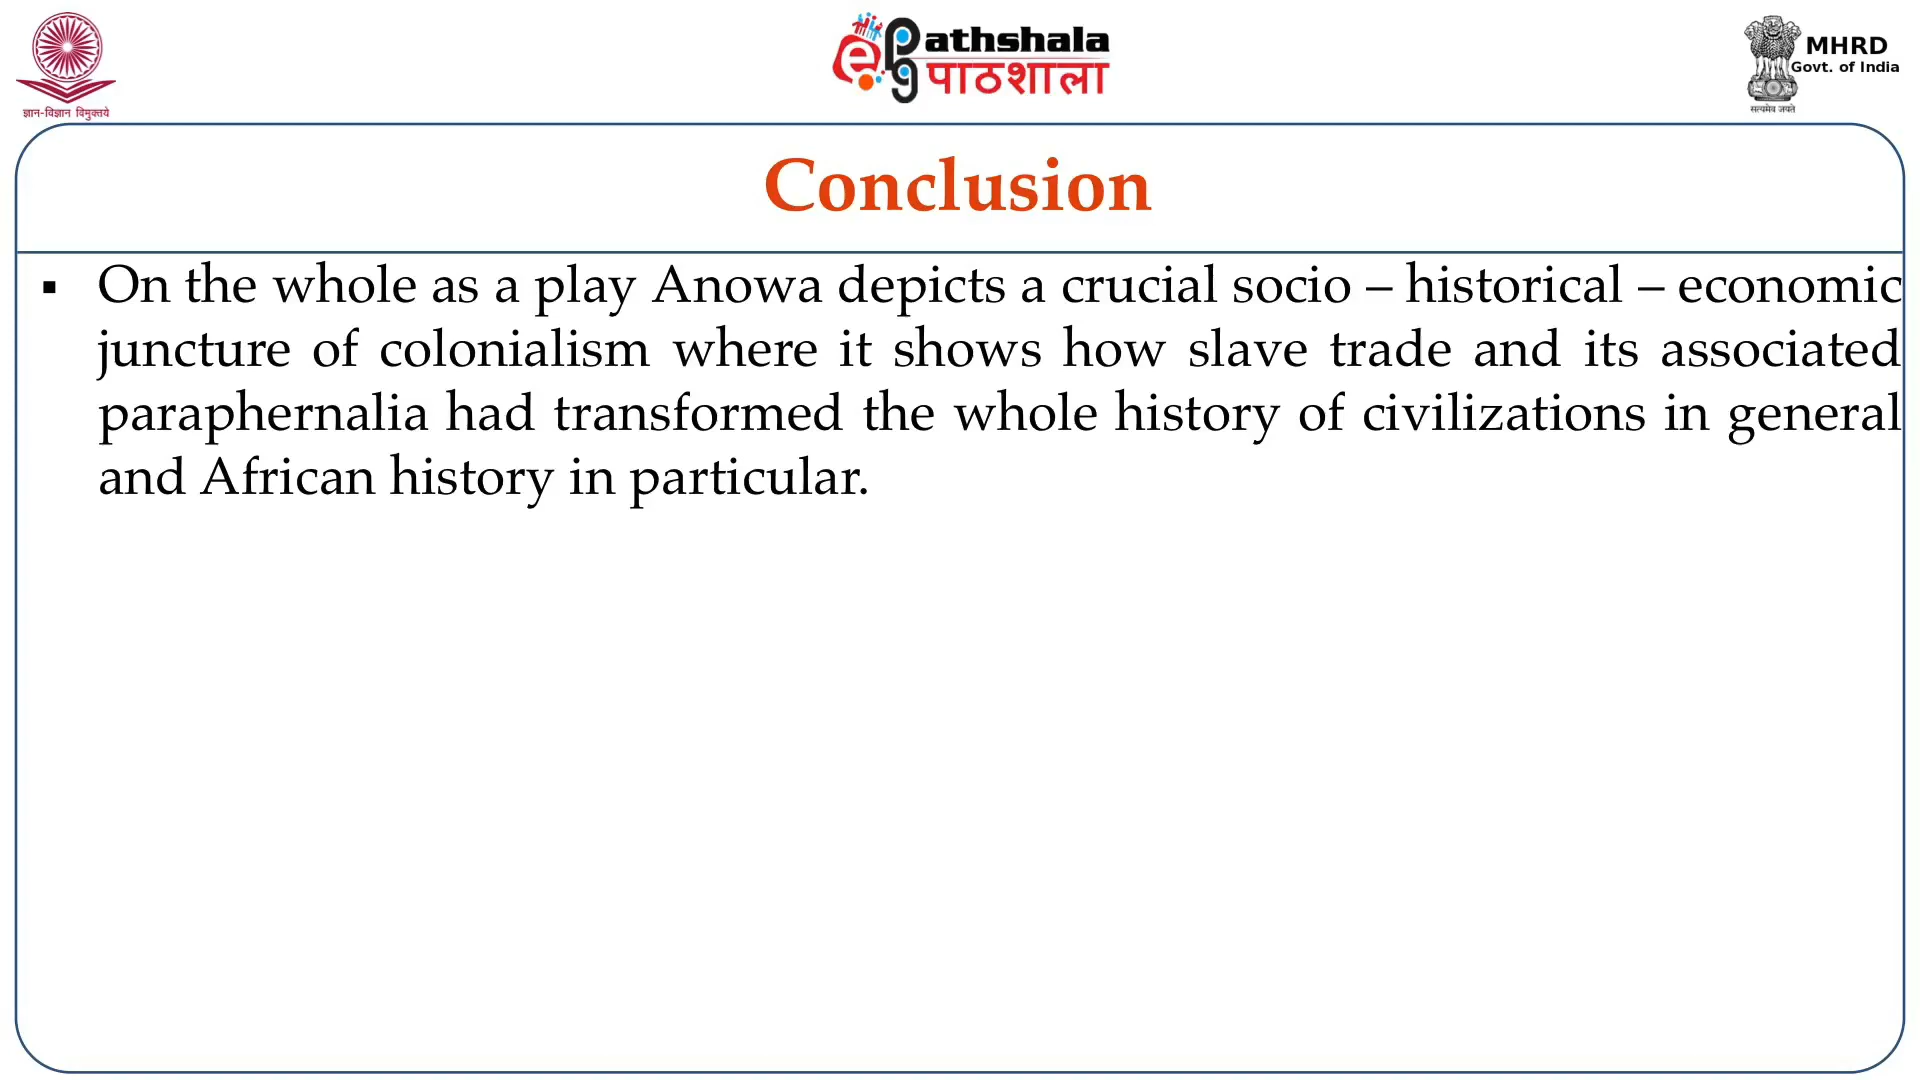 ज्ञान-विज्ञान विमुक्तये
ePg Pathshala
पाठशाला
MHRD
Govt. of India
सत्यमेव जयते
Conclusion
▪ On the whole as a play Anowa depicts a crucial socio – historical – economic
juncture of colonialism where it shows how slave trade and its associated
paraphernalia had transformed the whole history of civilizations in general
and African history in particular.